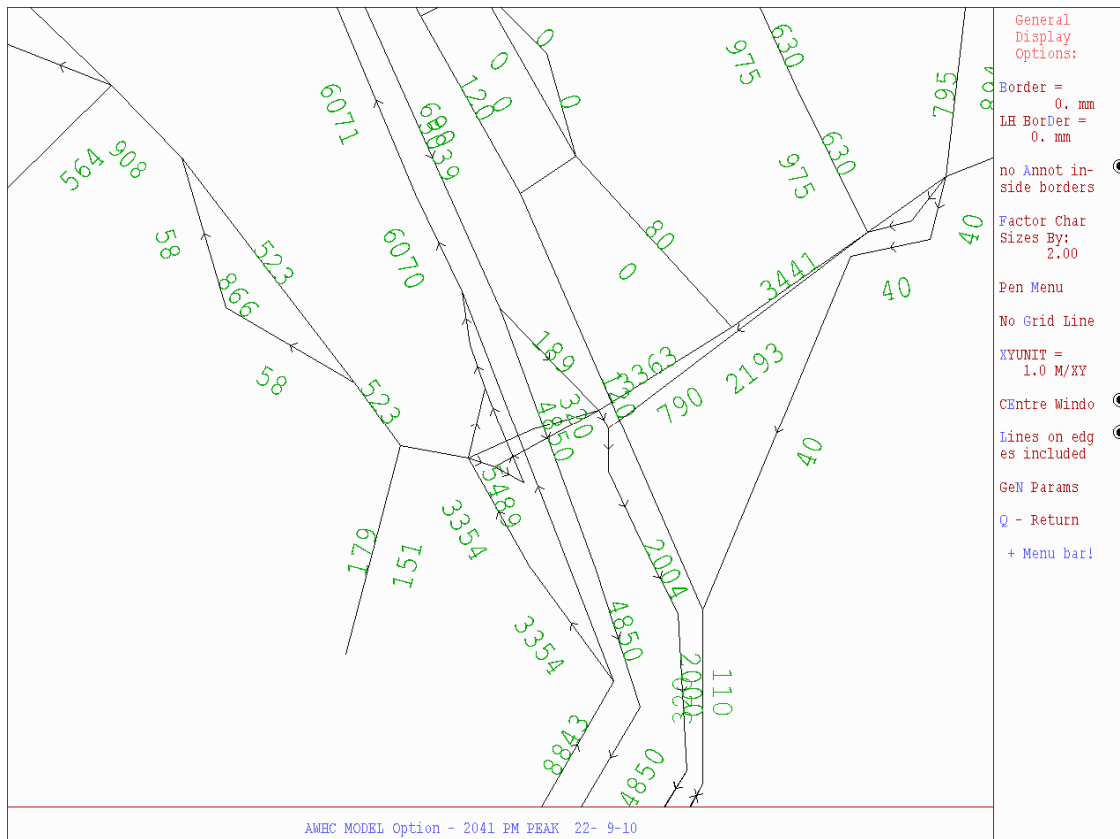 General
Display
Options:
Border =
0. mm
LH BorDer =
0. mm
no Annot in-
side borders
Factor Char
Sizes By:
2.00
Pen Menu
No Grid Line
XYUNIT =
1.0 M/XY
CEntre Windo
Lines on edg
es included
GeN Params
Q - Return
+ Menu bar!
564
908
58
866
523
58
523
179
151
6071
6070
120
0
0
0
0
80
0
189
4850
5489
3354
3354
8843
4850
4850
2004
110
3363
790
2193
3441
630
975
630
975
795
40
40
40
AWHC MODEL Option - 2041 PM PEAK 22- 9-10